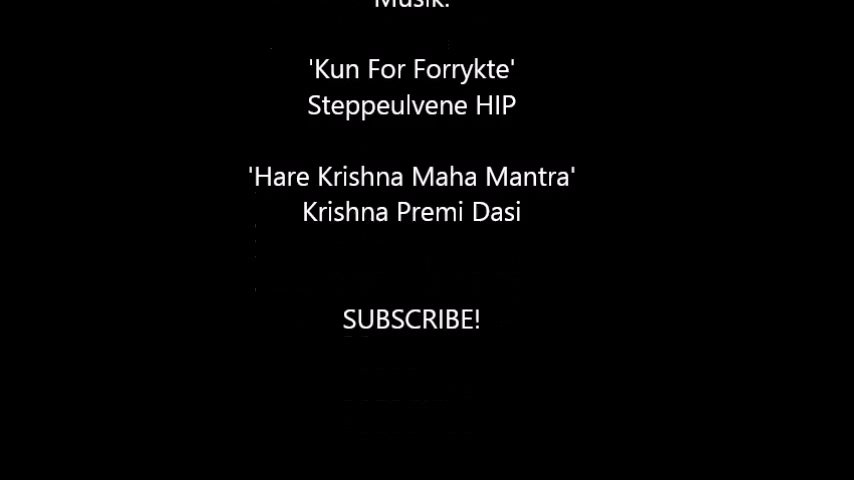 Musik:
'Kun For Forrykte'
Steppeulvene HIP
'Hare Krishna Maha Mantra'
Krishna Premi Dasi
SUBSCRIBE!